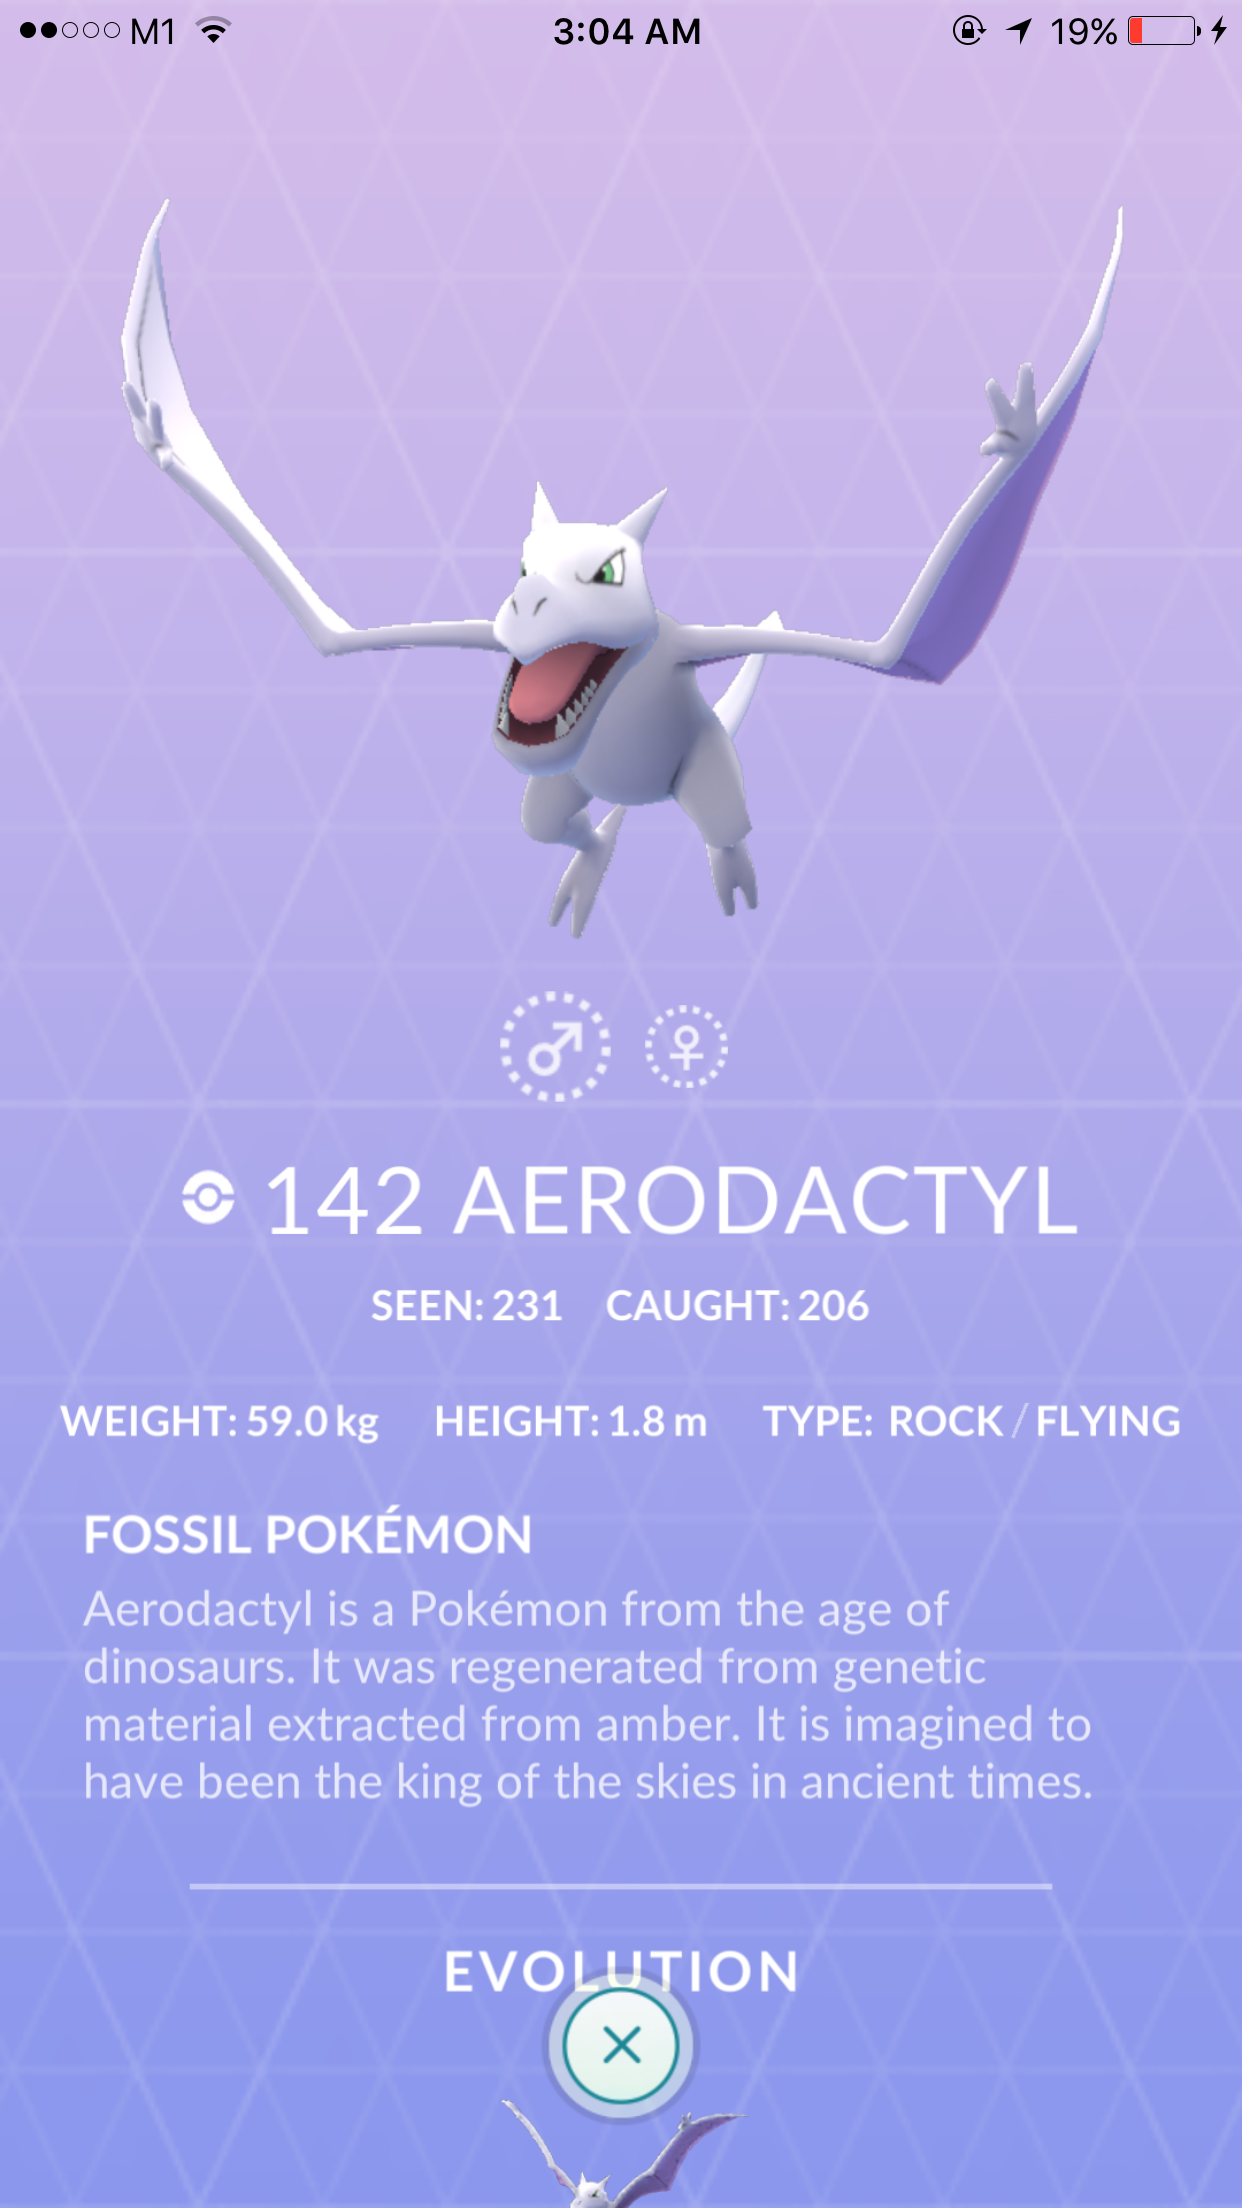 M1 3:04 AM 19%
142 AERODACTYL
SEEN: 231 CAUGHT: 206
WEIGHT: 59.0 kg HEIGHT: 1.8 m TYPE: ROCK / FLYING
FOSSIL POKÉMON
Aerodactyl is a Pokémon from the age of
dinosaurs. It was regenerated from genetic
material extracted from amber. It is imagined to
have been the king of the skies in ancient times.
EVOLUTION